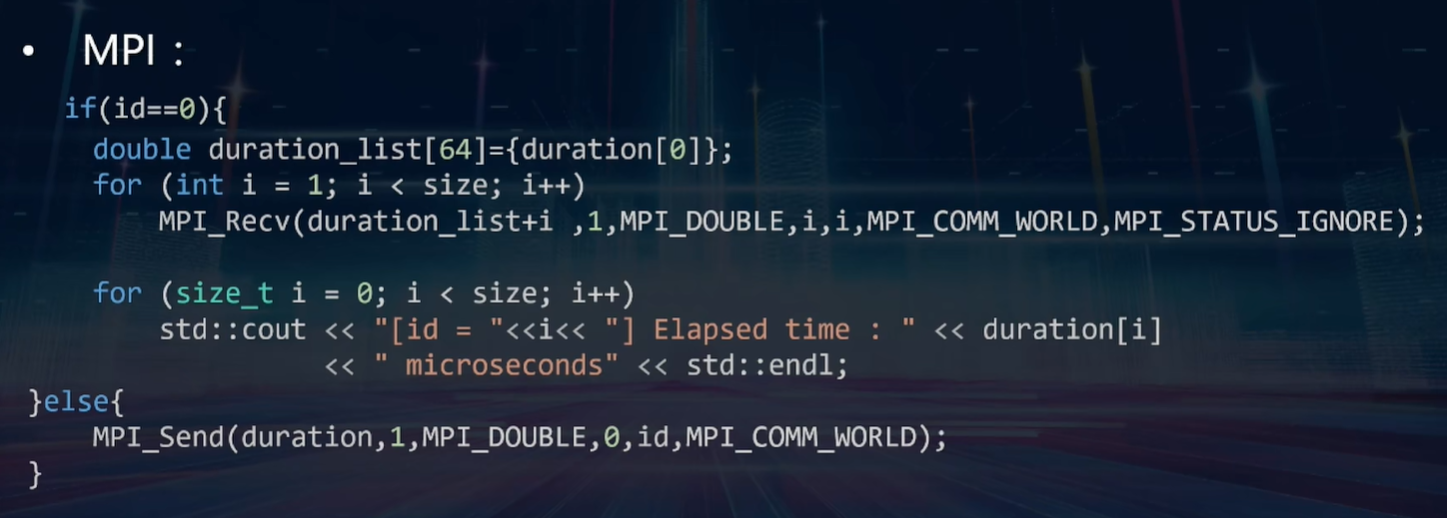 • MPI :
if(id==0){
double duration_list[64]={duration[0]};
for (int i = 1; i < size; i++)
MPI_Recv(duration_list+i ,1,MPI_DOUBLE,i,i,MPI_COMM_WORLD,MPI_STATUS_IGNORE);
for (size_t i = 0; i < size; i++)
std::cout << "[id = "<<i<< "] Elapsed time : " << duration[i]
<< " microseconds" << std::endl;
}else{
MPI_Send(duration,1,MPI_DOUBLE,0,id,MPI_COMM_WORLD);
}